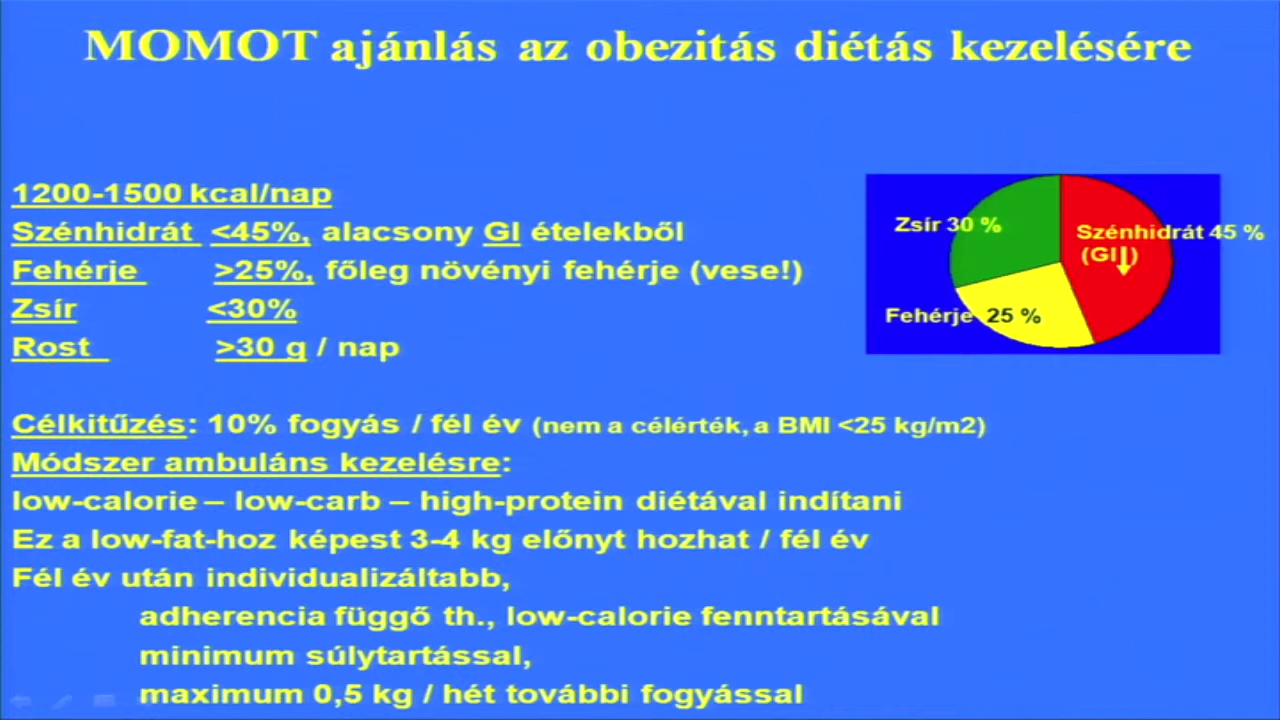 MOMOT ajánlás az obezitás diétás kezelésére
1200-1500 kcal/nap
Szénhidrát <45%, alacsony GI ételekből
Fehérje >25%, főleg növényi fehérje (vese!)
Zsír <30%
Rost >30 g / nap
Zsír 30 %
Szénhidrát 45 %
(GI↓)
Fehérje 25 %
Célkitűzés: 10% fogyás / fél év (nem a célérték, a BMI <25 kg/m2)
Módszer ambuláns kezelésre:
low-calorie – low-carb – high-protein diétával indítani
Ez a low-fat-hoz képest 3-4 kg előnyt hozhat / fél év
Fél év után individualizáltabb,
adherencia függő th., low-calorie fenntartásával
minimum súlytartással,
maximum 0,5 kg / hét további fogyással